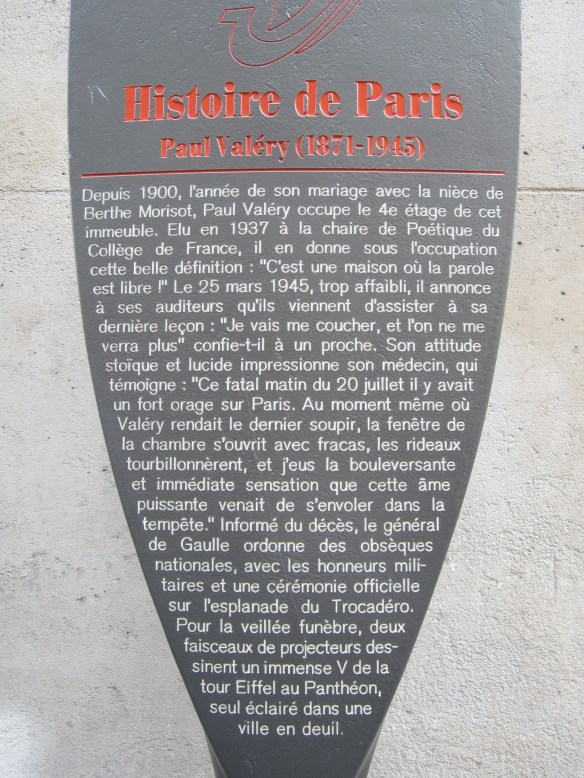 Histoire de Paris
Paul Valéry (1871-1945)
Depuis 1900, l'année de son mariage avec la nièce de
Berthe Morisot, Paul Valéry occupe le 4e étage de cet
immeuble. Elu en 1937 à la chaire de Poétique du
Collège de France, il en donne sous l'occupation
cette belle définition : "C'est une maison où la parole
est libre !" Le 25 mars 1945, trop affaibli, il annonce
à ses auditeurs qu'ils viennent d'assister à sa
dernière leçon : "Je vais me coucher, et l'on ne me
verra plus" confie-t-il à un proche. Son attitude
stoïque et lucide impressionne son médecin, qui
témoigne : "Ce fatal matin du 20 juillet il y avait
un fort orage sur Paris. Au moment même où
Valéry rendait le dernier soupir, la fenêtre de
la chambre s'ouvrit avec fracas, les rideaux
tourbillonnèrent, et j'eus la bouleversante
et immédiate sensation que cette âme
puissante venait de s'envoler dans la
tempête." Informé du décès, le général
de Gaulle ordonne des obsèques
nationales, avec les honneurs mili-
taires et une cérémonie officielle
sur l'esplanade du Trocadéro.
Pour la veillée funèbre, deux
faisceaux de projecteurs des-
sinent un immense V de la
tour Eiffel au Panthéon,
seul éclairé dans une
ville en deuil.